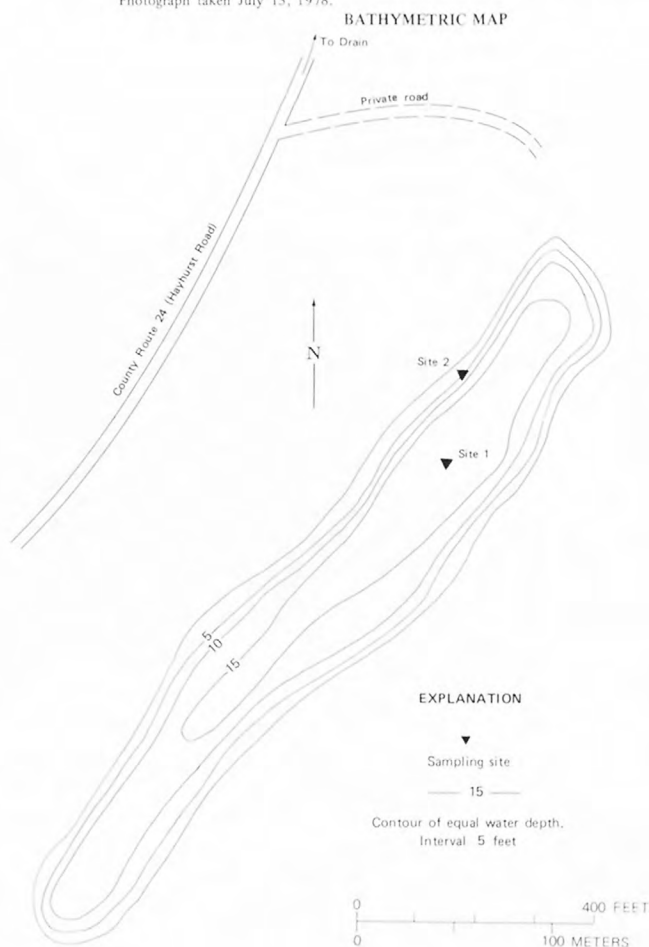 Photograph taken July 13, 1978.
BATHYMETRIC MAP
To Drain
Private road
County Route 24 (Hayhurst Road)
N
Site 2
Site 1
5
10
15
EXPLANATION
Sampling site
15
Contour of equal water depth.
Interval 5 feet
0 400 FEET
0 100 METERS